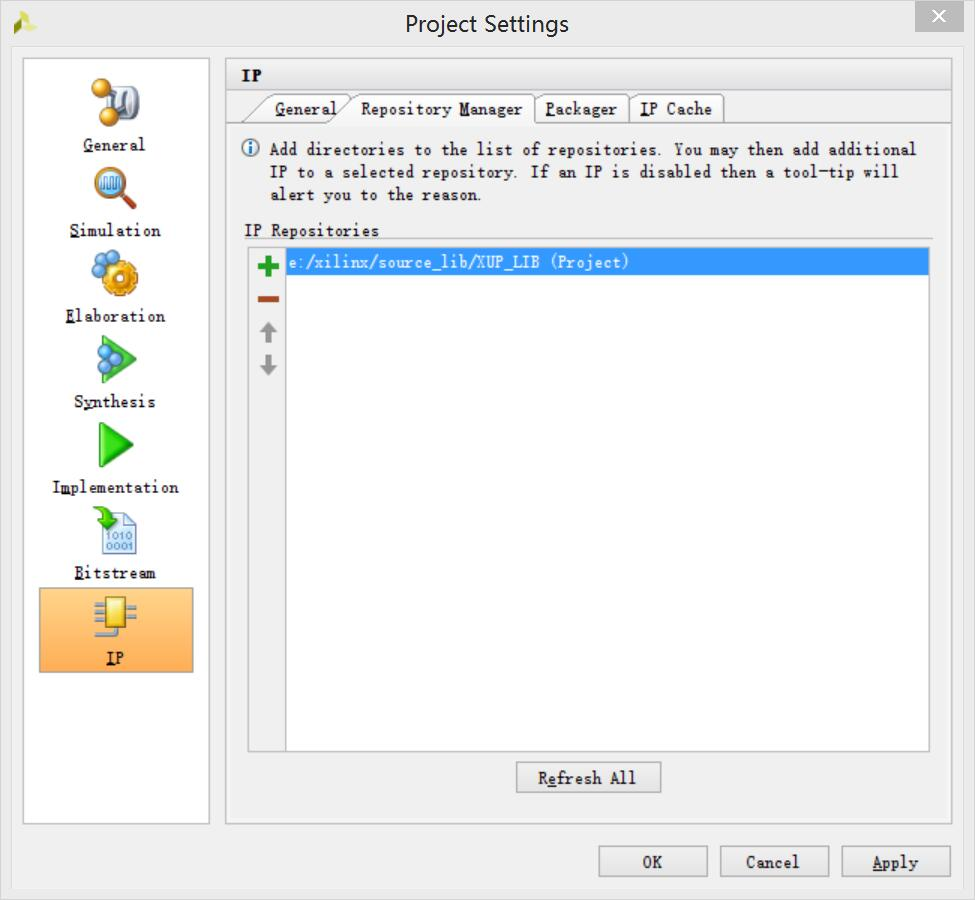 Project Settings
General
Simulation
Elaboration
Synthesis
Implementation
1010
0001
Bitstream
IP
IP
General
Repository Manager
Packager
IP Cache
Add directories to the list of repositories. You may then add additional
IP to a selected repository. If an IP is disabled then a tool-tip will
alert you to the reason.
IP Repositories
e:/xilinx/source_lib/XUP_LIB (Project)
Refresh All
OK
Cancel
Apply